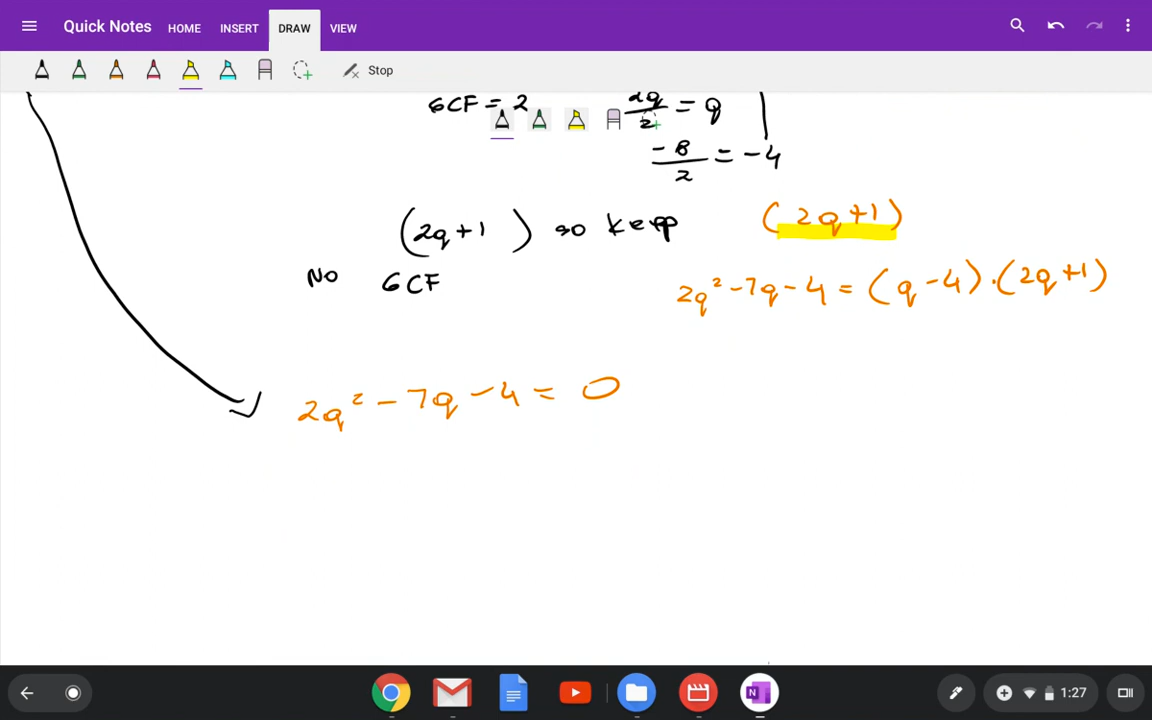 Quick Notes HOME INSERT DRAW VIEW
Stop
GCF = 2
2q/2 = q
-8/2 = -4
(2q+1) so kepp (2q+1)
No GCF
2q² -7q -4 = (q -4)·(2q+1)
2q² - 7q - 4 = 0
1:27